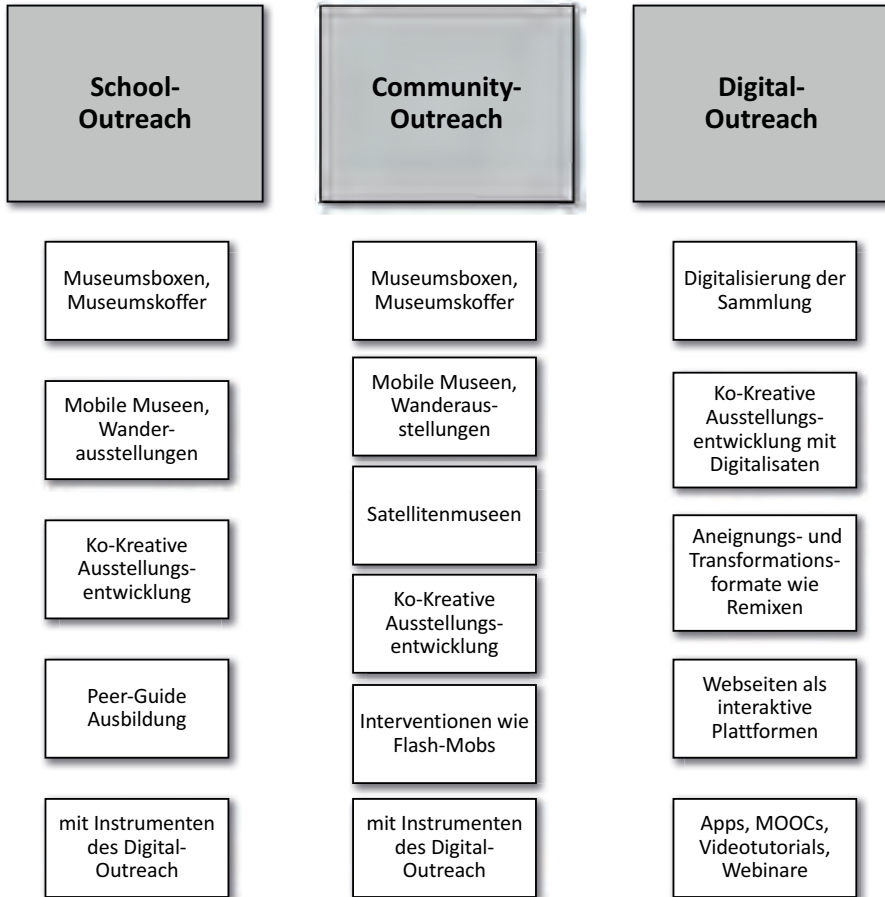 School-
Outreach
Museumsboxen,
Museumskoffer
Mobile Museen,
Wander-
ausstellungen
Ko-Kreative
Ausstellungs-
entwicklung
Peer-Guide
Ausbildung
mit Instrumenten
des Digital-
Outreach
Community-
Outreach
Museumsboxen,
Museumskoffer
Mobile Museen,
Wanderaus-
stellungen
Satellitenmuseen
Ko-Kreative
Ausstellungs-
entwicklung
Interventionen wie
Flash-Mobs
mit Instrumenten
des Digital-
Outreach
Digital-
Outreach
Digitalisierung der
Sammlung
Ko-Kreative
Ausstellungs-
entwicklung mit
Digitalisaten
Aneignungs- und
Transformations-
formate wie
Remixen
Webseiten als
interaktive
Plattformen
Apps, MOOCs,
Videotutorials,
Webinare